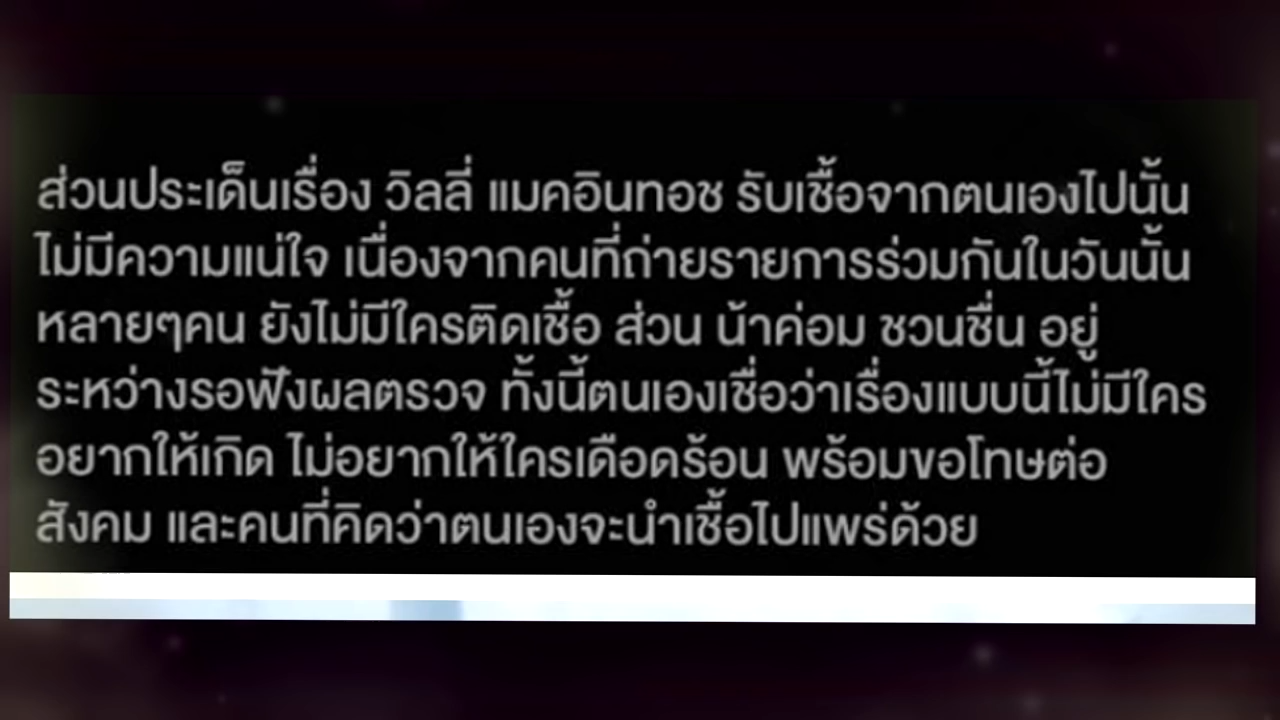 ส่วนประเด็นเรื่อง วิลลี่ แมคอินทอช รับเชื้อจากตนเองไปนั้น
ไม่มีความแน่ใจ เนื่องจากคนที่ถ่ายรายการร่วมกันในวันนั้น
หลายๆคน ยังไม่มีใครติดเชื้อ ส่วน น้าค่อม ชวนชื่น อยู่
ระหว่างรอฟังผลตรวจ ทั้งนี้ตนเองเชื่อว่าเรื่องแบบนี้ไม่มีใคร
อยากให้เกิด ไม่อยากให้ใครเดือดร้อน พร้อมขอโทษต่อ
สังคม และคนที่คิดว่าตนเองจะนำเชื้อไปแพร่ด้วย